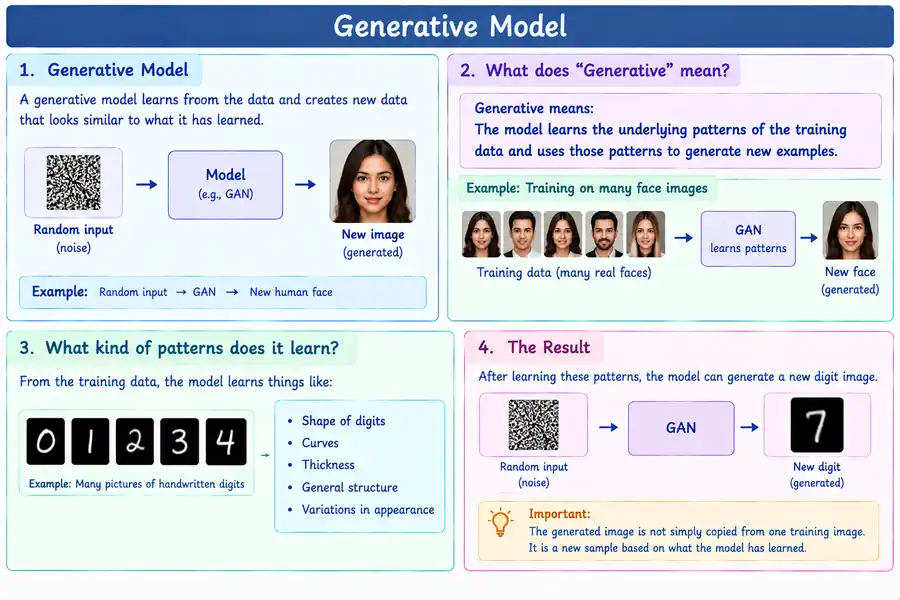 Generative Model
1. Generative Model
A generative model learns from the data and creates new data
that looks similar to what it has learned.
Random input
(noise)
Model
(e.g., GAN)
New image
(generated)
Example: Random input → GAN → New human face
2. What does “Generative” mean?
Generative means:
The model learns the underlying patterns of the training
data and uses those patterns to generate new examples.
Example: Training on many face images
Training data (many real faces)
GAN
learns patterns
New face
(generated)
3. What kind of patterns does it learn?
From the training data, the model learns things like:
0 1 2 3 4
Example: Many pictures of handwritten digits
• Shape of digits
• Curves
• Thickness
• General structure
• Variations in appearance
4. The Result
After learning these patterns, the model can generate a new digit image.
Random input
(noise)
GAN
7
New digit
(generated)
Important:
The generated image is not simply copied from one training image.
It is a new sample based on what the model has learned.